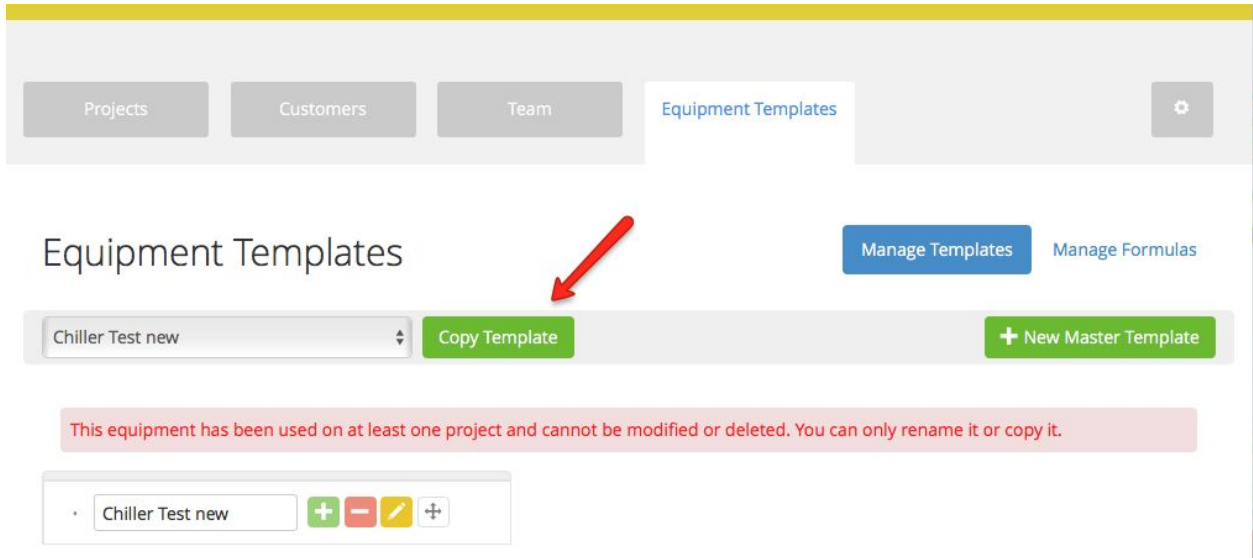 Projects
Customers
Team
Equipment Templates
Equipment Templates
Manage Templates
Manage Formulas
Chiller Test new
Copy Template
+ New Master Template
This equipment has been used on at least one project and cannot be modified or deleted. You can only rename it or copy it.
Chiller Test new